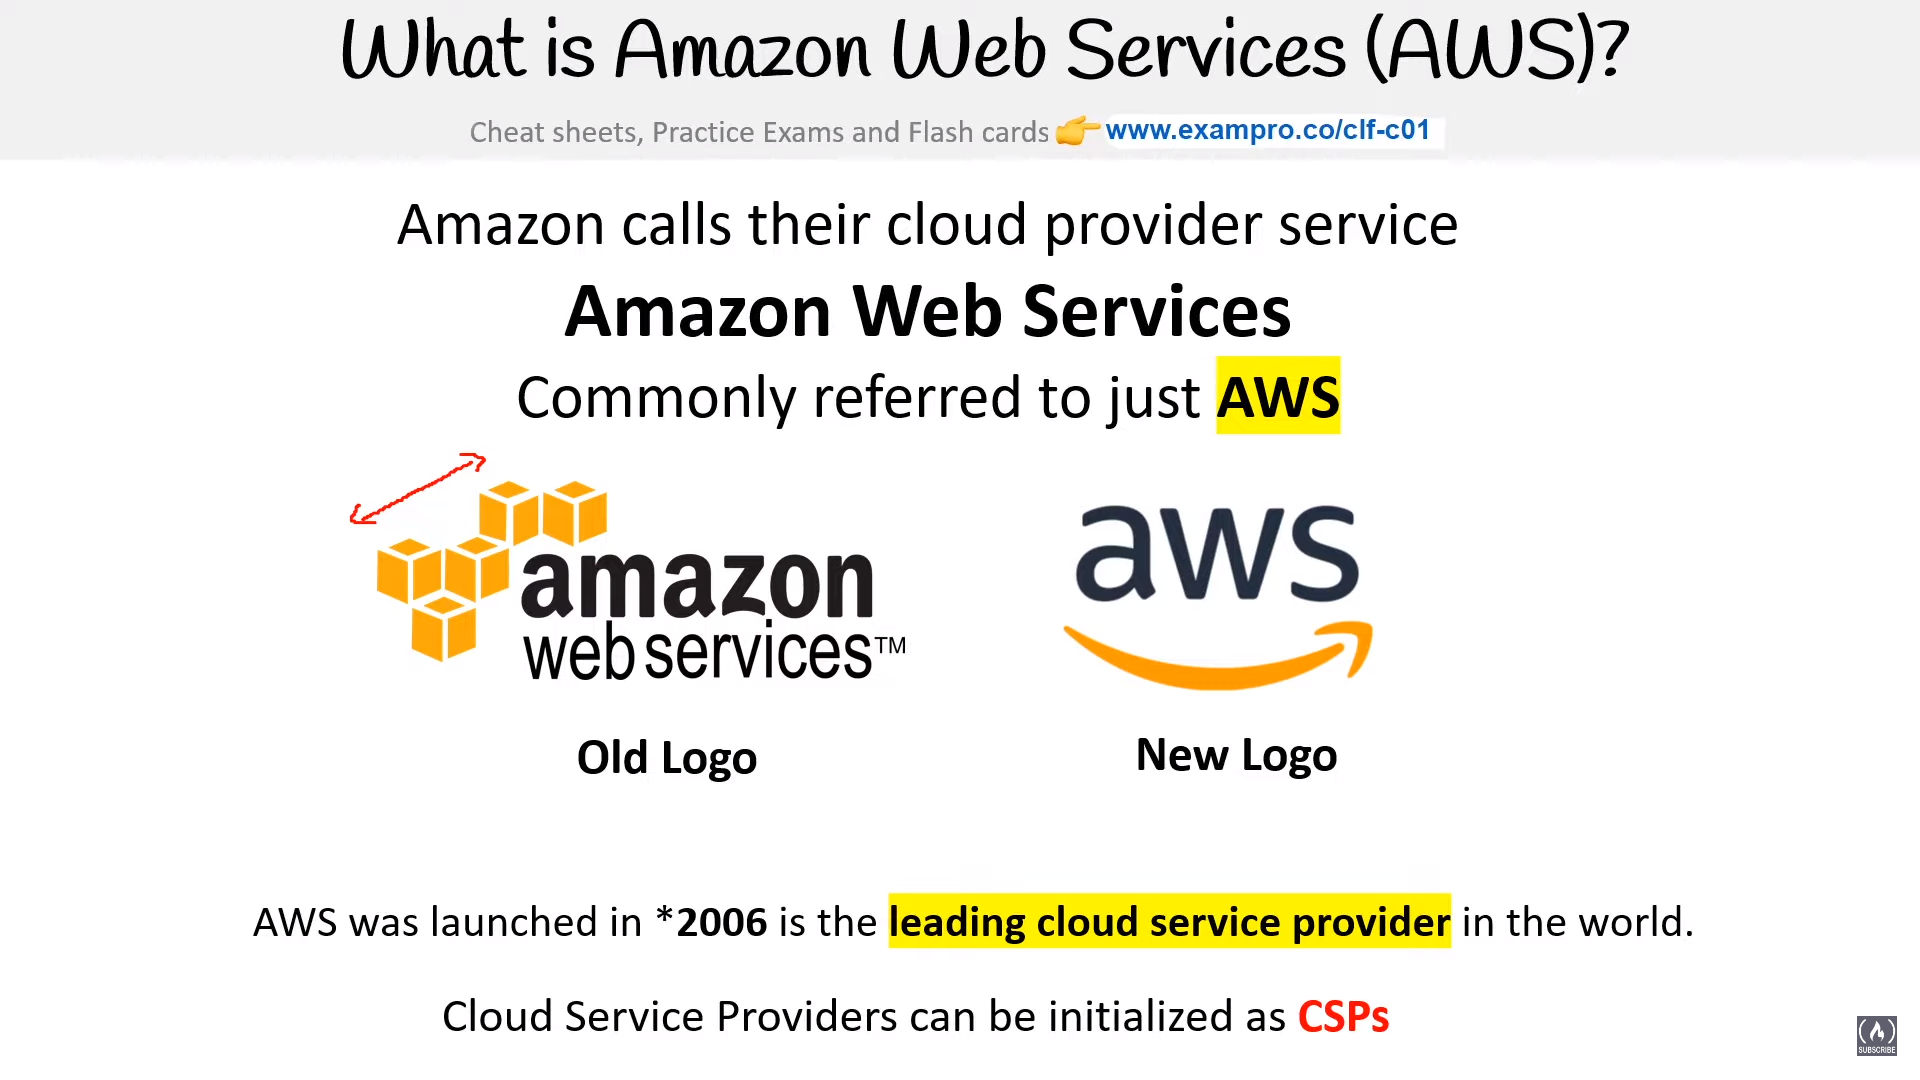 What is Amazon Web Services (AWS)?
Cheat sheets, Practice Exams and Flash cards 👉 www.exampro.co/clf-c01
Amazon calls their cloud provider service
Amazon Web Services
Commonly referred to just AWS
amazon
web services™
aws
Old Logo
New Logo
AWS was launched in *2006 is the leading cloud service provider in the world.
Cloud Service Providers can be initialized as CSPs
SUBSCRIBE